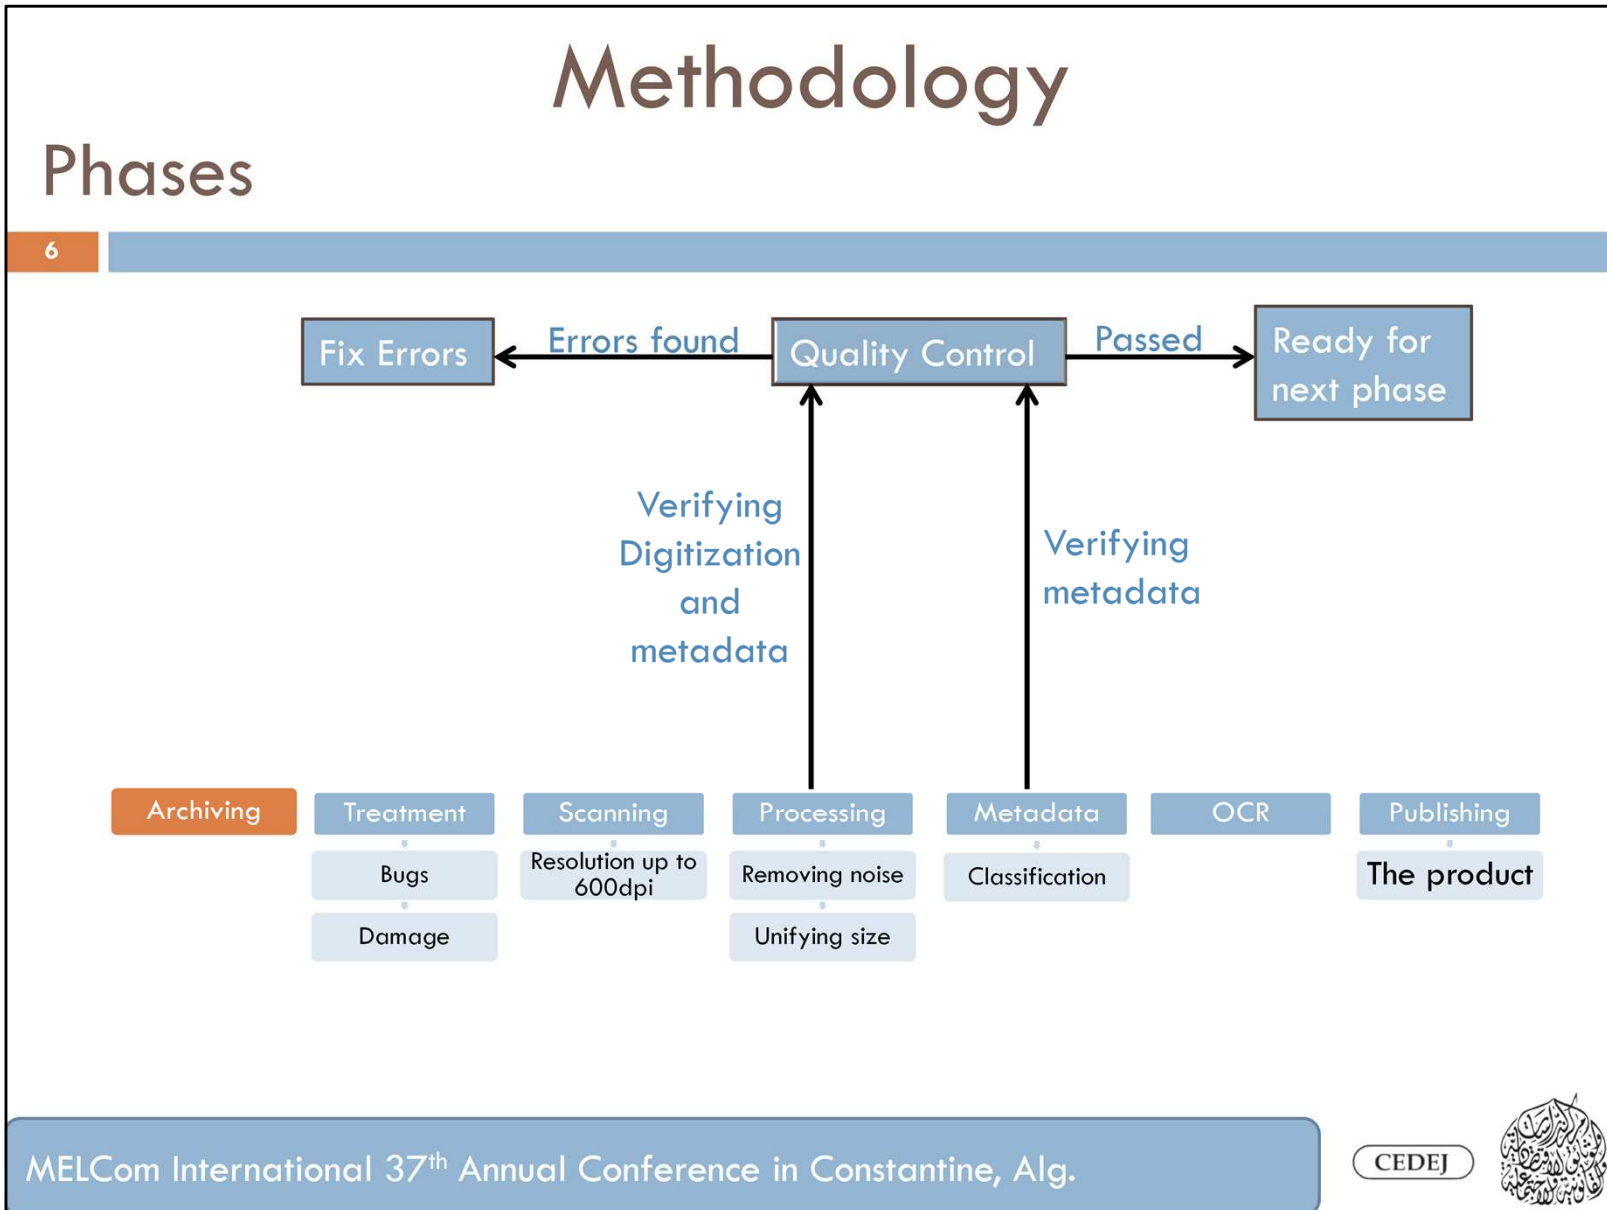 Methodology
Phases
6
Fix Errors
Errors found
Quality Control
Passed
Ready for
next phase
Verifying
Digitization
and
metadata
Verifying
metadata
Archiving
Treatment
Scanning
Processing
Metadata
OCR
Publishing
Bugs
Resolution up to
600dpi
Removing noise
Classification
The product
Damage
Unifying size
MELCom International 37th Annual Conference in Constantine, Alg.
CEDEJ